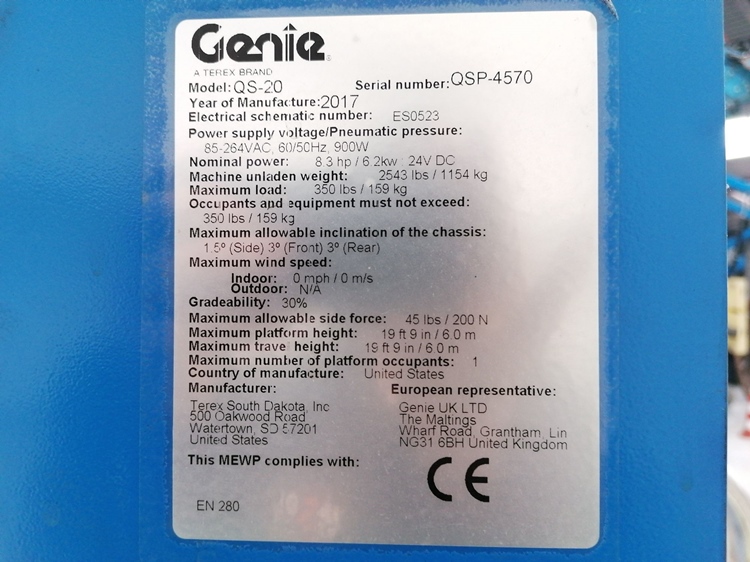 Genie
A TEREX BRAND
Model: QS-20 Serial number: QSP-4570
Year of Manufacture: 2017
Electrical schematic number: ES0523
Power supply voltage/Pneumatic pressure:
85-264VAC, 60/50Hz, 900W
Nominal power: 8.3 hp / 6.2kw : 24V DC
Machine unladen weight: 2543 lbs / 1154 kg
Maximum load: 350 lbs / 159 kg
Occupants and equipment must not exceed:
350 lbs / 159 kg
Maximum allowable inclination of the chassis:
1.5º (Side) 3º (Front) 3º (Rear)
Maximum wind speed:
Indoor: 0 mph / 0 m/s
Outdoor: N/A
Gradeability: 30%
Maximum allowable side force: 45 lbs / 200 N
Maximum platform height: 19 ft 9 in / 6.0 m
Maximum travel height: 19 ft 9 in / 6.0 m
Maximum number of platform occupants: 1
Country of manufacture: United States
Manufacturer: European representative:
Terex South Dakota, Inc Genie UK LTD
500 Oakwood Road The Maltings
Watertown, SD 57201 Wharf Road, Grantham, Lin
United States NG31 6BH United Kingdom
This MEWP complies with: CE
EN 280